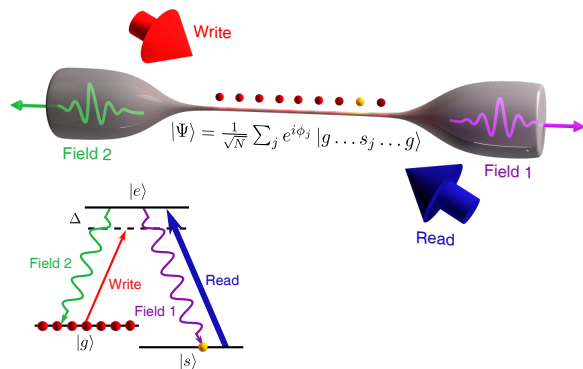 Write
|Ψ⟩ = 1/√N ∑_j e^{iϕ_j} |g … s_j … g⟩
Field 2
Field 1
Read
|e⟩
Δ
Field 2
Write
Field 1
Read
|g⟩
|s⟩